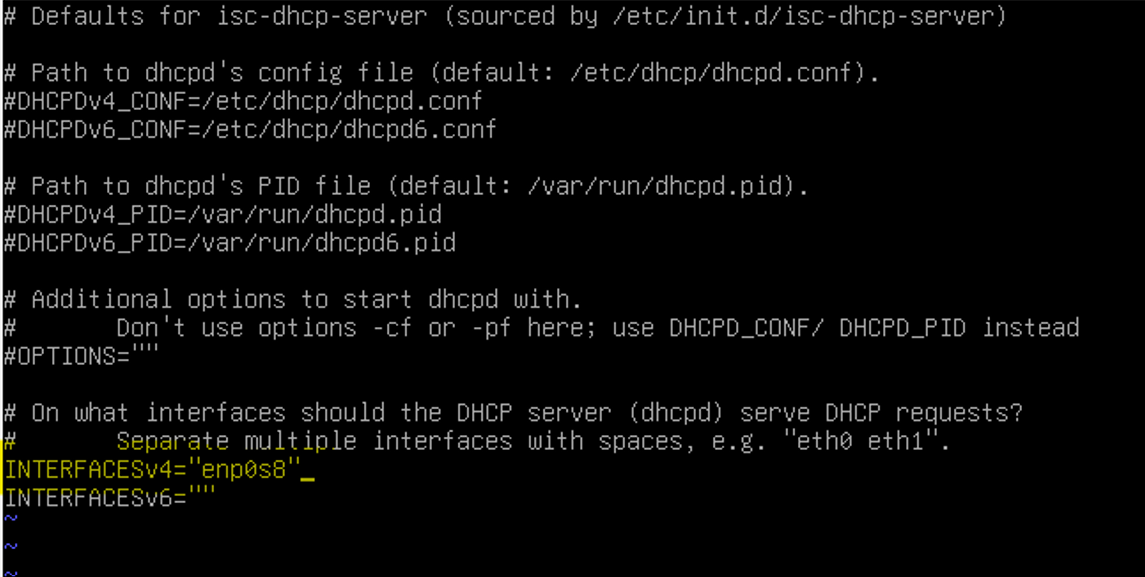 # Defaults for isc-dhcp-server (sourced by /etc/init.d/isc-dhcp-server)
# Path to dhcpd's config file (default: /etc/dhcp/dhcpd.conf).
#DHCPDv4_CONF=/etc/dhcp/dhcpd.conf
#DHCPDv6_CONF=/etc/dhcp/dhcpd6.conf
# Path to dhcpd's PID file (default: /var/run/dhcpd.pid).
#DHCPDv4_PID=/var/run/dhcpd.pid
#DHCPDv6_PID=/var/run/dhcpd6.pid
# Additional options to start dhcpd with.
#       Don't use options -cf or -pf here; use DHCPD_CONF/ DHCPD_PID instead
#OPTIONS=""
# On what interfaces should the DHCP server (dhcpd) serve DHCP requests?
#       Separate multiple interfaces with spaces, e.g. "eth0 eth1".
INTERFACESv4="enp0s8"
INTERFACESv6=""
~
~
~